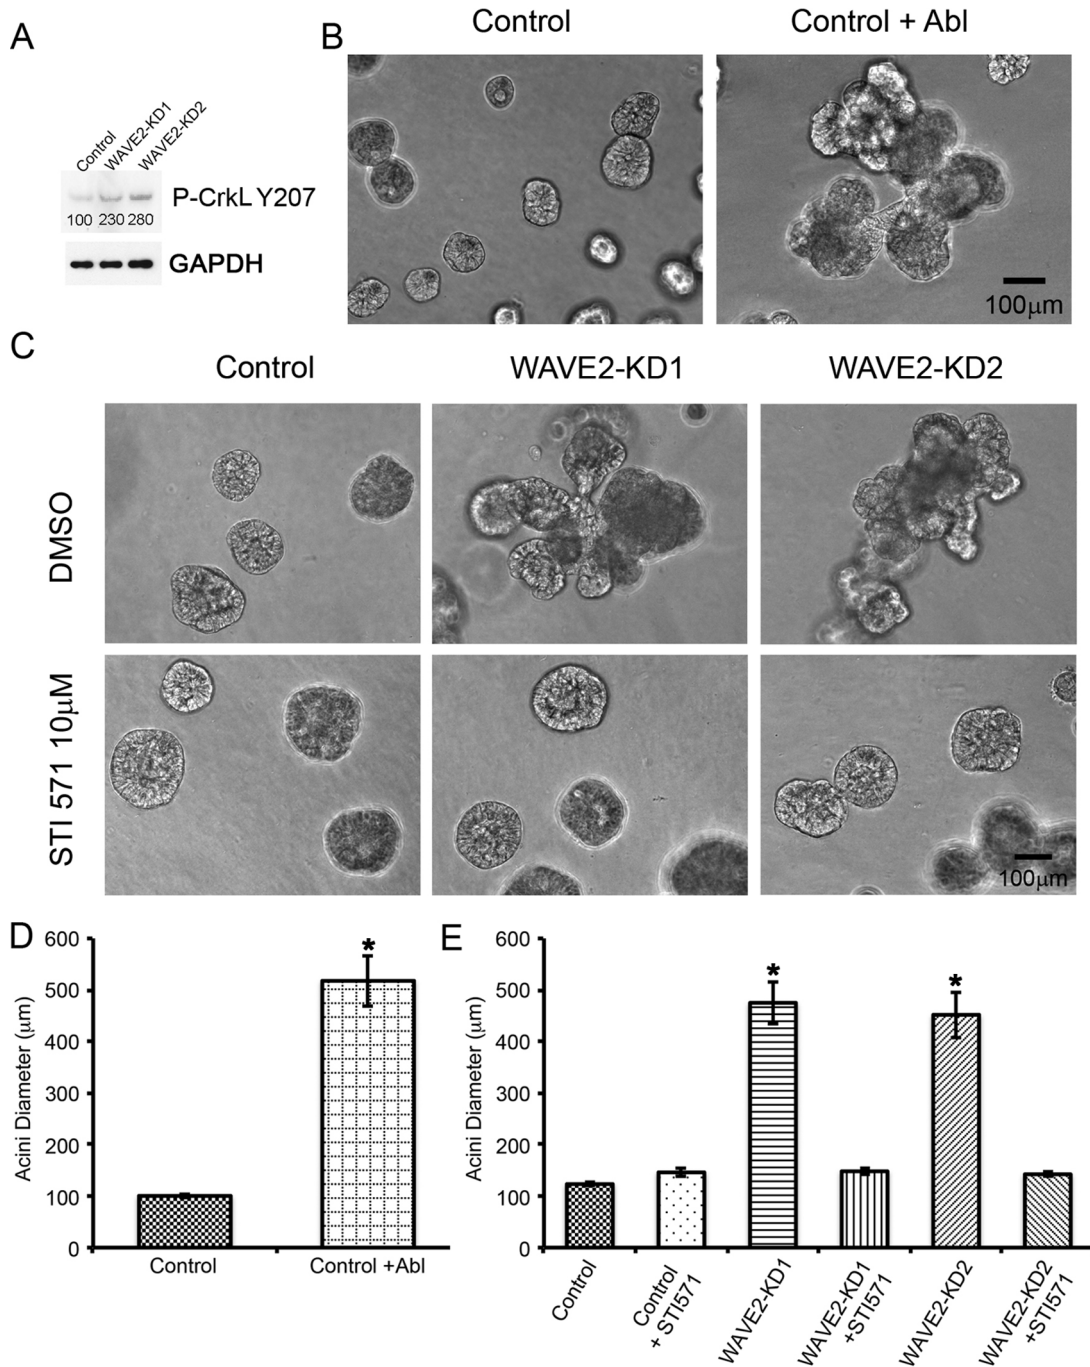 A
Control
WAVE2-KD1
WAVE2-KD2
P-CrkL Y207
100 230 280
GAPDH
B
Control
Control + Abl
100μm
C
Control
WAVE2-KD1
WAVE2-KD2
DMSO
STI 571 10μM
100μm
D
Acini Diameter (μm)
600
500
400
300
200
100
0
*
Control
Control +Abl
E
Acini Diameter (μm)
600
500
400
300
200
100
0
*
*
Control
Control
+ STI571
WAVE2-KD1
WAVE2-KD1
+STI571
WAVE2-KD2
WAVE2-KD2
+STI571